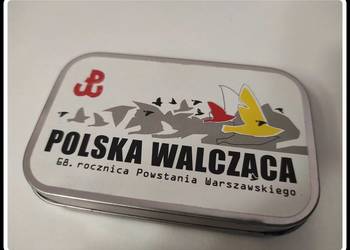 POLSKA WALCZĄCA
68. rocznica Powstania Warszawskiego